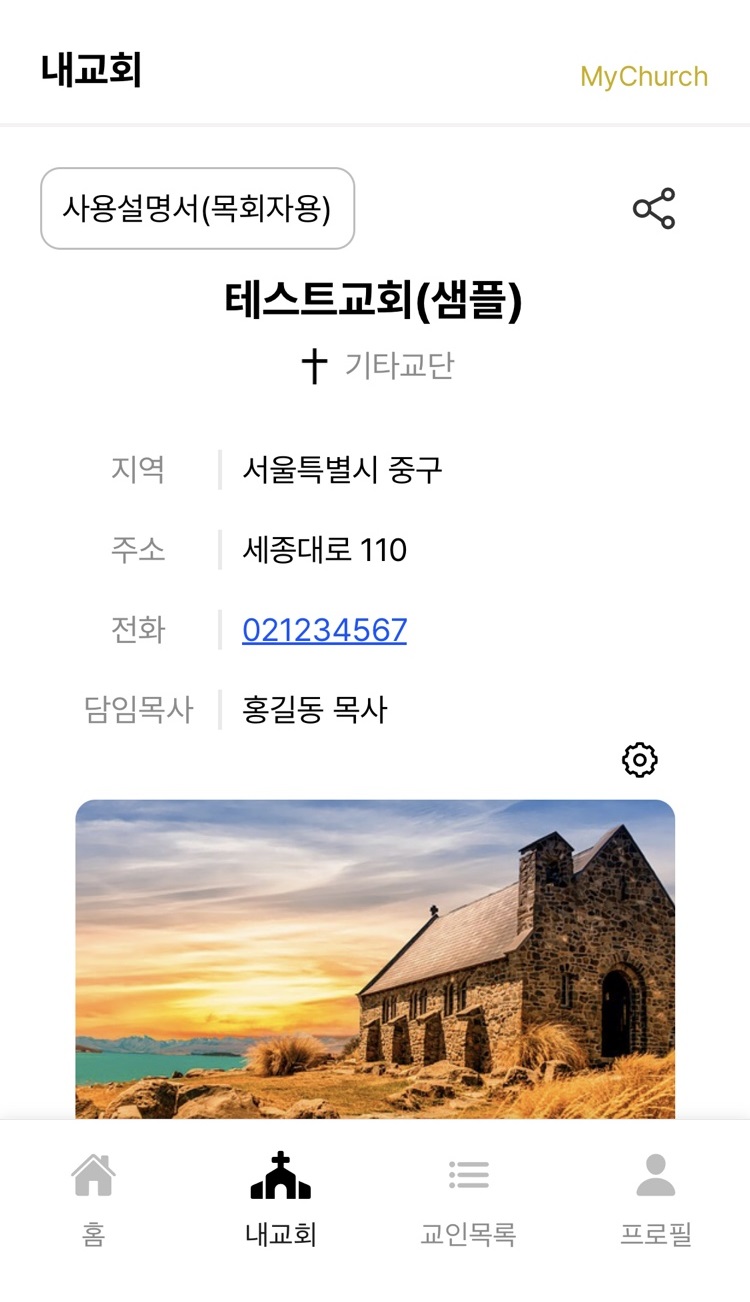 내교회
MyChurch
사용설명서(목회자용)
테스트교회(샘플)
기타교단
지역 서울특별시 중구
주소 세종대로 110
전화 021234567
담임목사 홍길동 목사
홈 내교회 교인목록 프로필